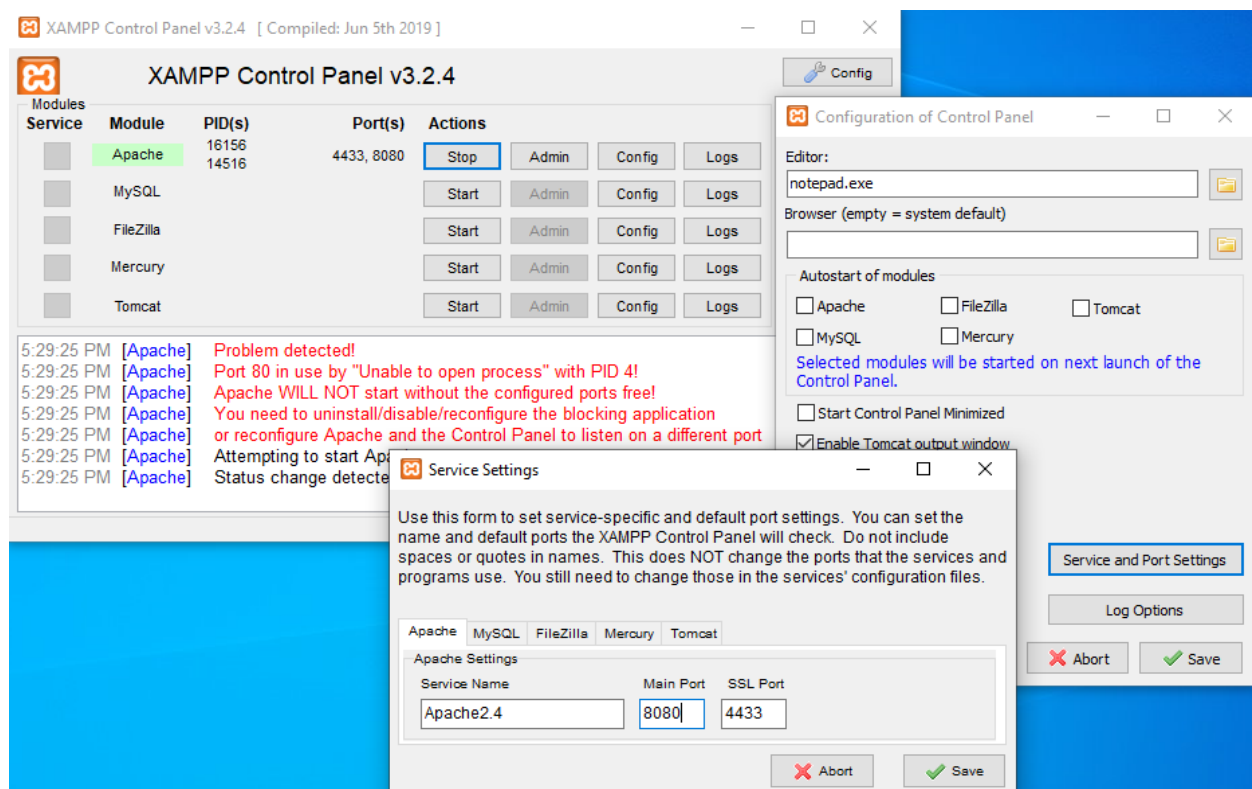 XAMPP Control Panel v3.2.4 [ Compiled: Jun 5th 2019 ]
XAMPP Control Panel v3.2.4
Config
Modules
Service Module PID(s) Port(s) Actions
Apache 16156 14516 4433, 8080 Stop Admin Config Logs
MySQL Start Admin Config Logs
FileZilla Start Admin Config Logs
Mercury Start Admin Config Logs
Tomcat Start Admin Config Logs
5:29:25 PM [Apache] Problem detected!
5:29:25 PM [Apache] Port 80 in use by "Unable to open process" with PID 4!
5:29:25 PM [Apache] Apache WILL NOT start without the configured ports free!
5:29:25 PM [Apache] You need to uninstall/disable/reconfigure the blocking application
5:29:25 PM [Apache] or reconfigure Apache and the Control Panel to listen on a different port
5:29:25 PM [Apache] Attempting to start Apa
5:29:25 PM [Apache] Status change detecte
Configuration of Control Panel
Editor:
notepad.exe
Browser (empty = system default)
Autostart of modules
Apache FileZilla Tomcat
MySQL Mercury
Selected modules will be started on next launch of the
Control Panel.
Start Control Panel Minimized
Enable Tomcat output window
Service and Port Settings
Log Options
Abort Save
Service Settings
Use this form to set service-specific and default port settings. You can set the
name and default ports the XAMPP Control Panel will check. Do not include
spaces or quotes in names. This does NOT change the ports that the services and
programs use. You still need to change those in the services' configuration files.
Apache MySQL FileZilla Mercury Tomcat
Apache Settings
Service Name Main Port SSL Port
Apache2.4 8080 4433
Abort Save